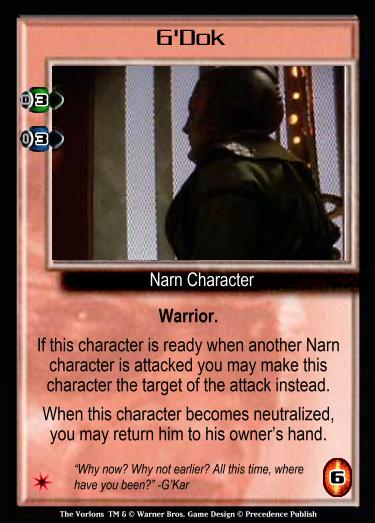 G'Dok
3
3
Narn Character
Warrior.
If this character is ready when another Narn
character is attacked you may make this
character the target of the attack instead.
When this character becomes neutralized,
you may return him to his owner's hand.
"Why now? Why not earlier? All this time, where
have you been?" -G'Kar
6
The Vorlons TM & © Warner Bros. Game Design © Precedence Publish